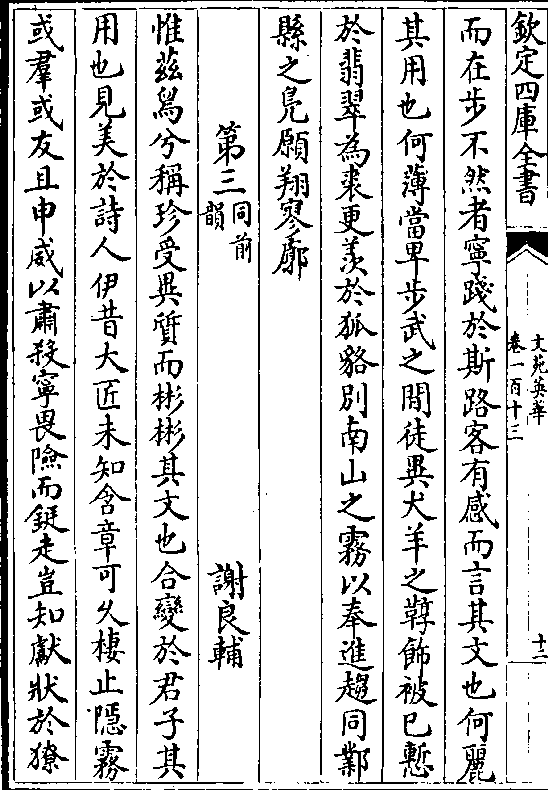 欽定四庫全書
文苑英華
卷一百十三
十二
而在步不然者寧踐於斯路客有感而言其文也何麗
其用也何薄當卑步武之間徒異犬羊之鞟飾被已慙
於翡翠為裘更羨於狐貉別南山之霧以奉進趨同鄴
縣之鳬願翔寥廓
第三同前韻
謝良輔
惟茲舄兮稱珍受異質而彬彬其文也合變於君子其
用也見美於詩人伊昔大匠未知含章可久棲止隱霧
或羣或友且申威以肅殺寧畏險而鋌走豈知獻狀於獠